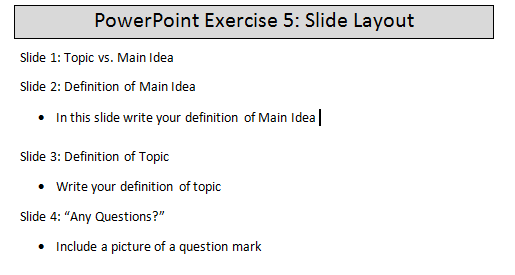 PowerPoint Exercise 5: Slide Layout
Slide 1: Topic vs. Main Idea
Slide 2: Definition of Main Idea
• In this slide write your definition of Main Idea
Slide 3: Definition of Topic
• Write your definition of topic
Slide 4: “Any Questions?”
• Include a picture of a question mark